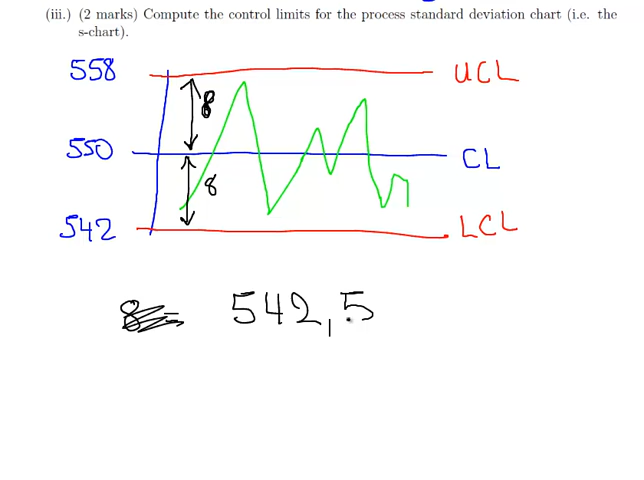 (iii.) (2 marks) Compute the control limits for the process standard deviation chart (i.e. the
s-chart).
558 UCL
8
550 CL
8
542 LCL
542,5